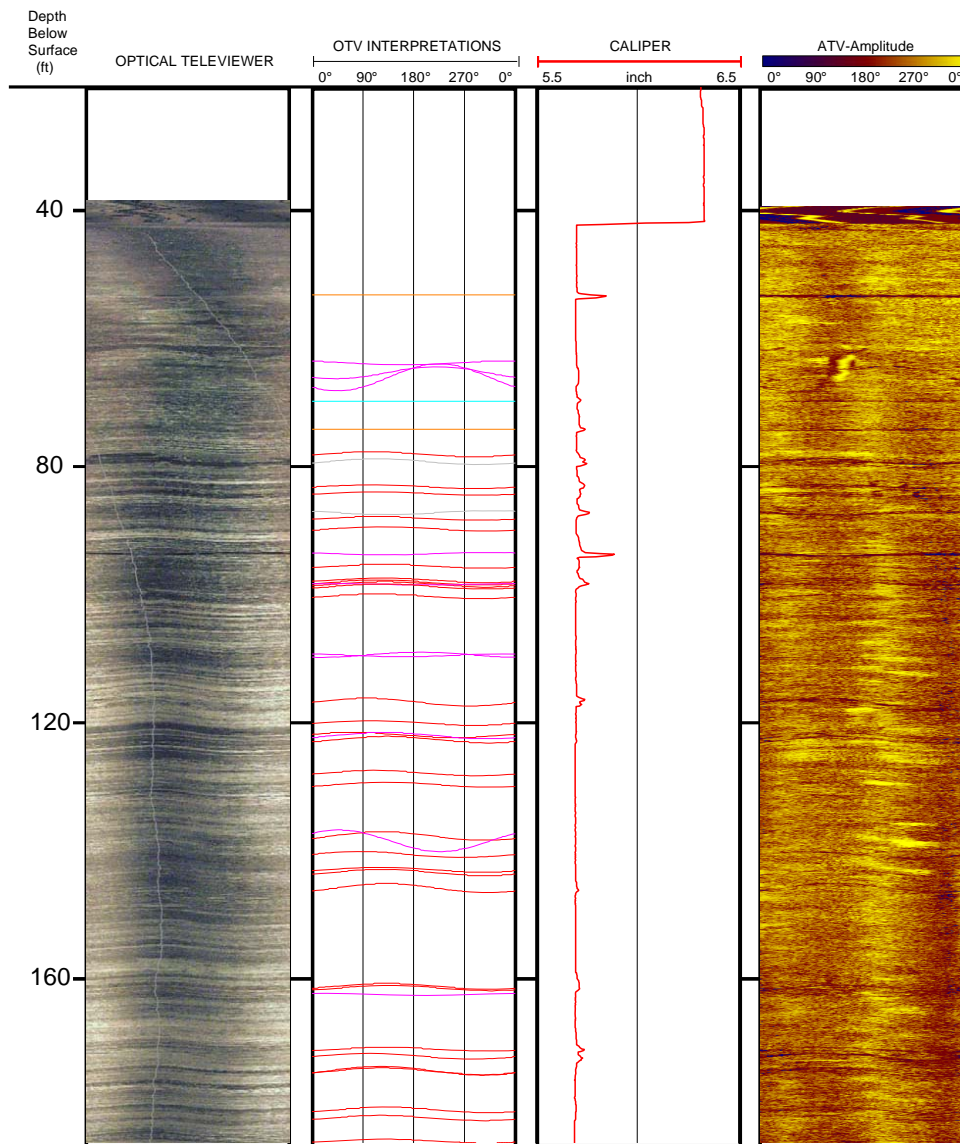 Depth
Below
Surface
(ft)
OPTICAL TELEVIEWER
OTV INTERPRETATIONS
0° 90° 180° 270° 0°
CALIPER
5.5 inch 6.5
ATV-Amplitude
0° 90° 180° 270° 0°
40
80
120
160